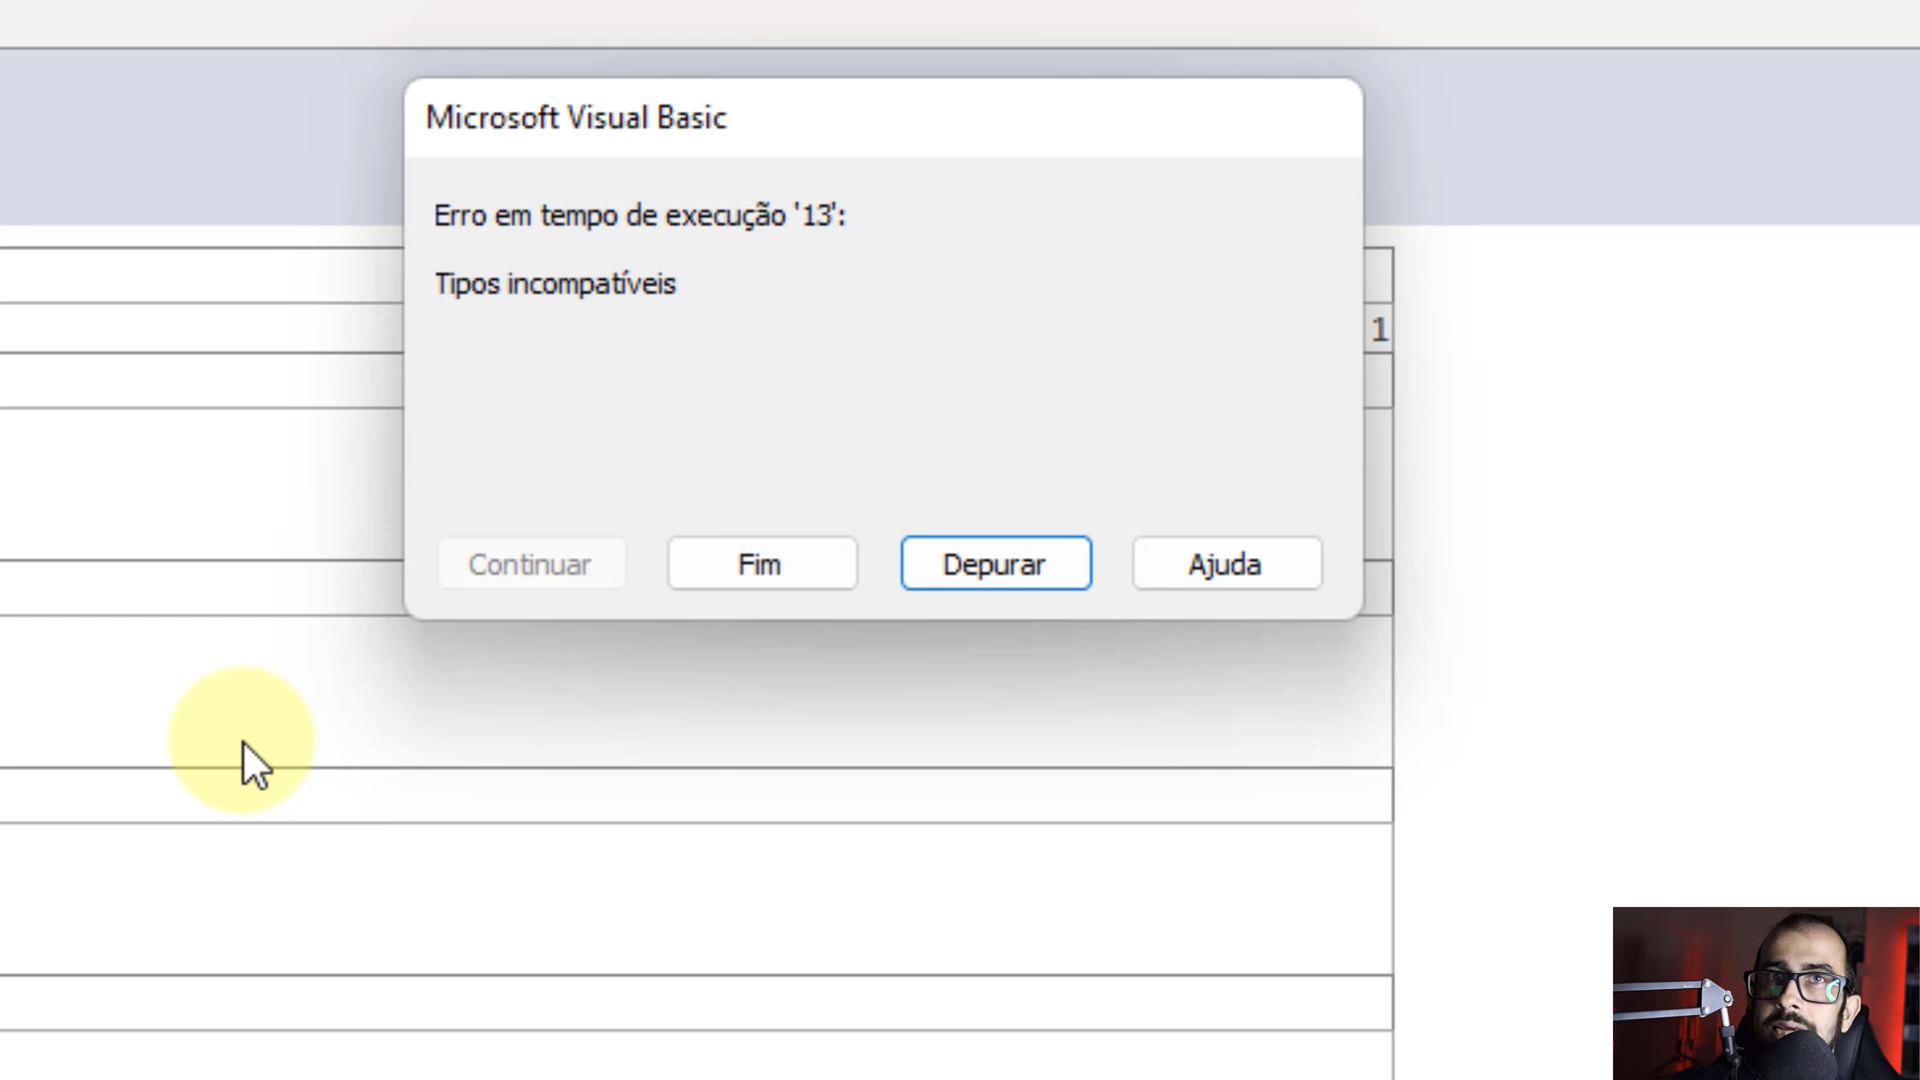 Microsoft Visual Basic
Erro em tempo de execução '13':
Tipos incompatíveis
1
Continuar
Fim
Depurar
Ajuda